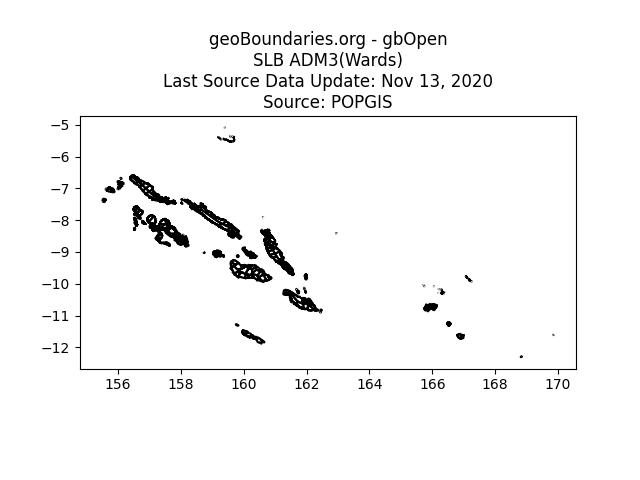 geoBoundaries.org - gbOpen
SLB ADM3(Wards)
Last Source Data Update: Nov 13, 2020
Source: POPGIS
−5
−6
−7
−8
−9
−10
−11
−12
156 158 160 162 164 166 168 170